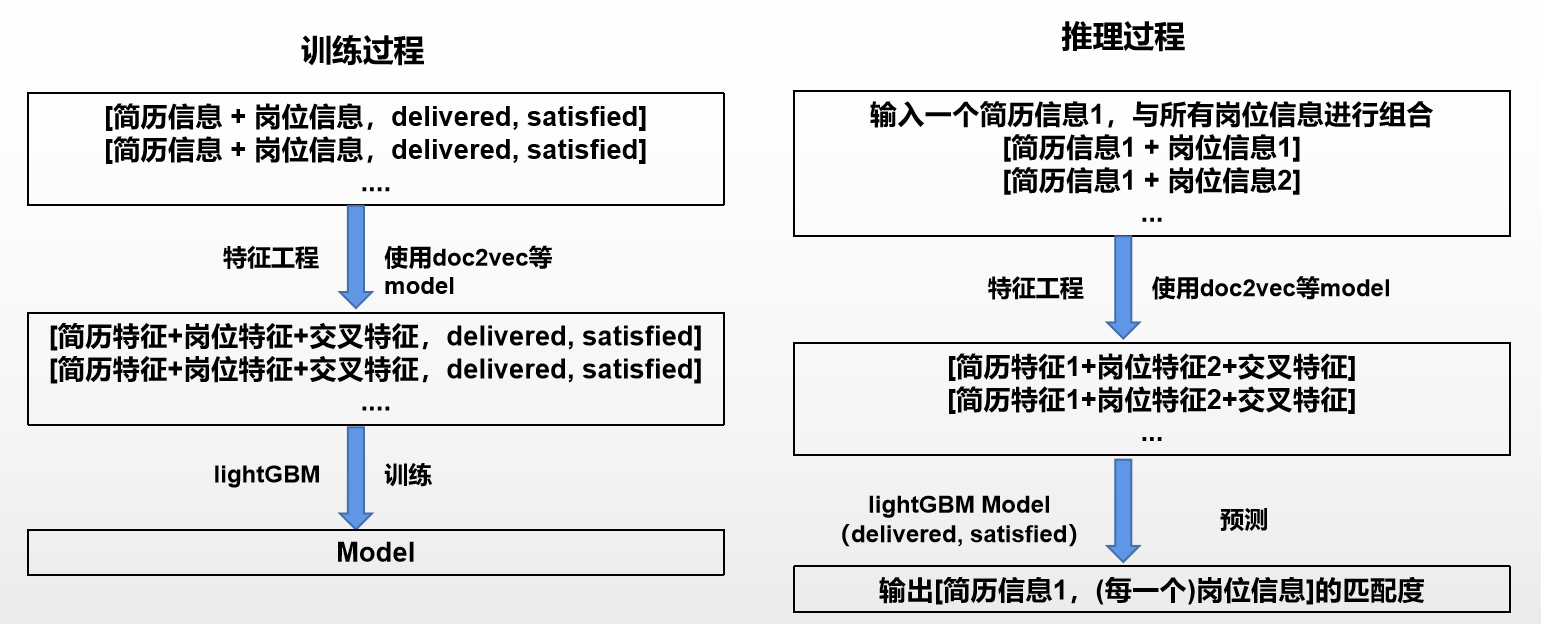 训练过程
[简历信息 + 岗位信息，delivered, satisfied]
[简历信息 + 岗位信息，delivered, satisfied]
....
特征工程
使用doc2vec等
model
[简历特征+岗位特征+交叉特征，delivered, satisfied]
[简历特征+岗位特征+交叉特征，delivered, satisfied]
....
lightGBM
训练
Model
推理过程
输入一个简历信息1，与所有岗位信息进行组合
[简历信息1 + 岗位信息1]
[简历信息1 + 岗位信息2]
...
特征工程
使用doc2vec等model
[简历特征1+岗位特征2+交叉特征]
[简历特征1+岗位特征2+交叉特征]
...
lightGBM Model
（delivered, satisfied）
预测
输出[简历信息1，(每一个)岗位信息]的匹配度